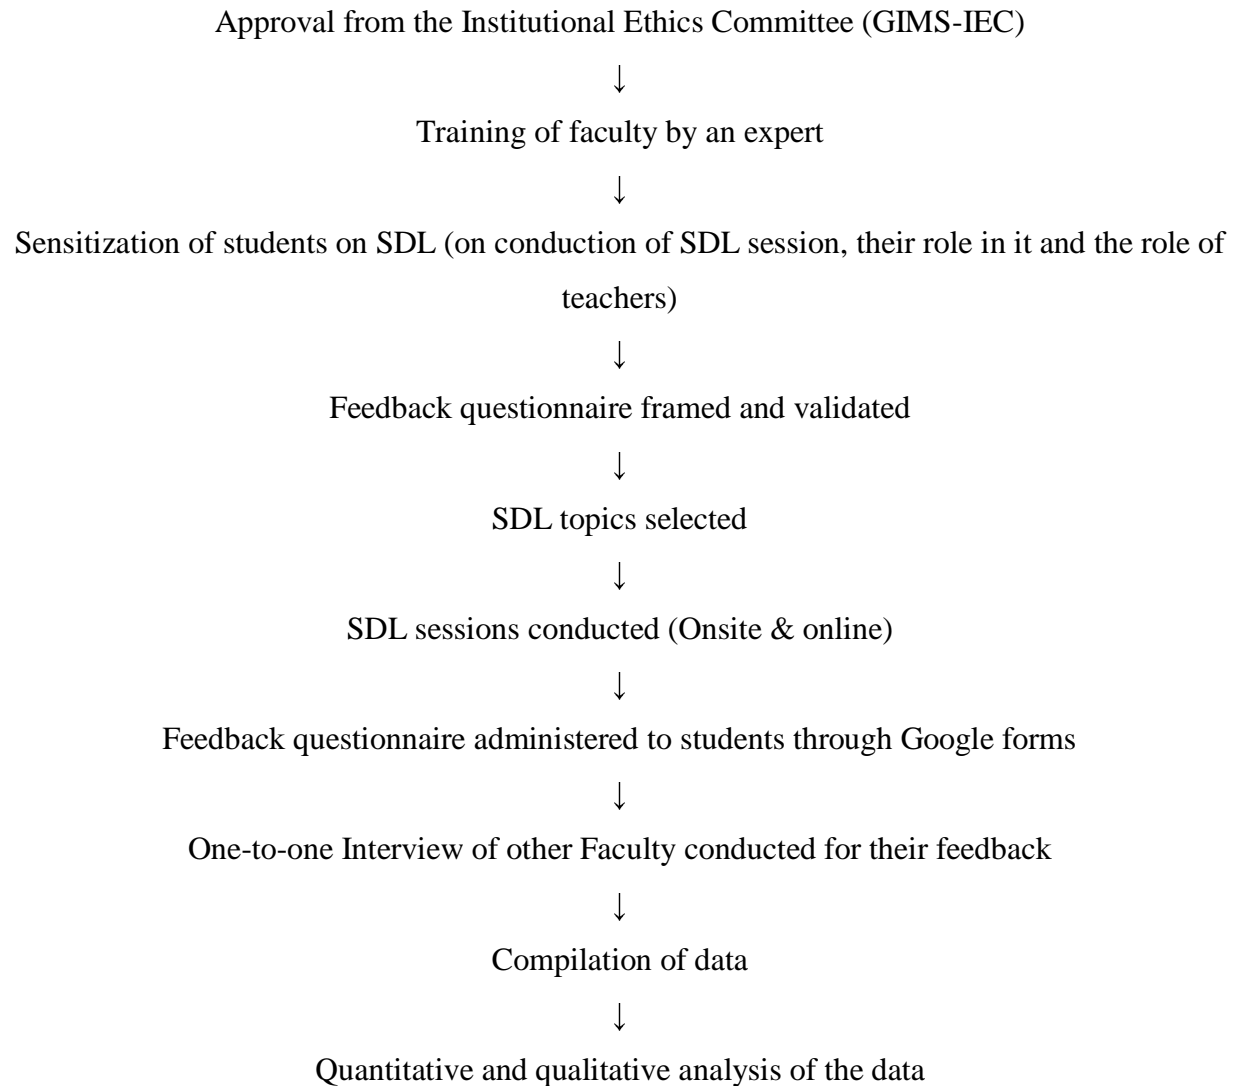 Approval from the Institutional Ethics Committee (GIMS-IEC)
↓
Training of faculty by an expert
↓
Sensitization of students on SDL (on conduction of SDL session, their role in it and the role of
teachers)
↓
Feedback questionnaire framed and validated
↓
SDL topics selected
↓
SDL sessions conducted (Onsite & online)
↓
Feedback questionnaire administered to students through Google forms
↓
One-to-one Interview of other Faculty conducted for their feedback
↓
Compilation of data
↓
Quantitative and qualitative analysis of the data